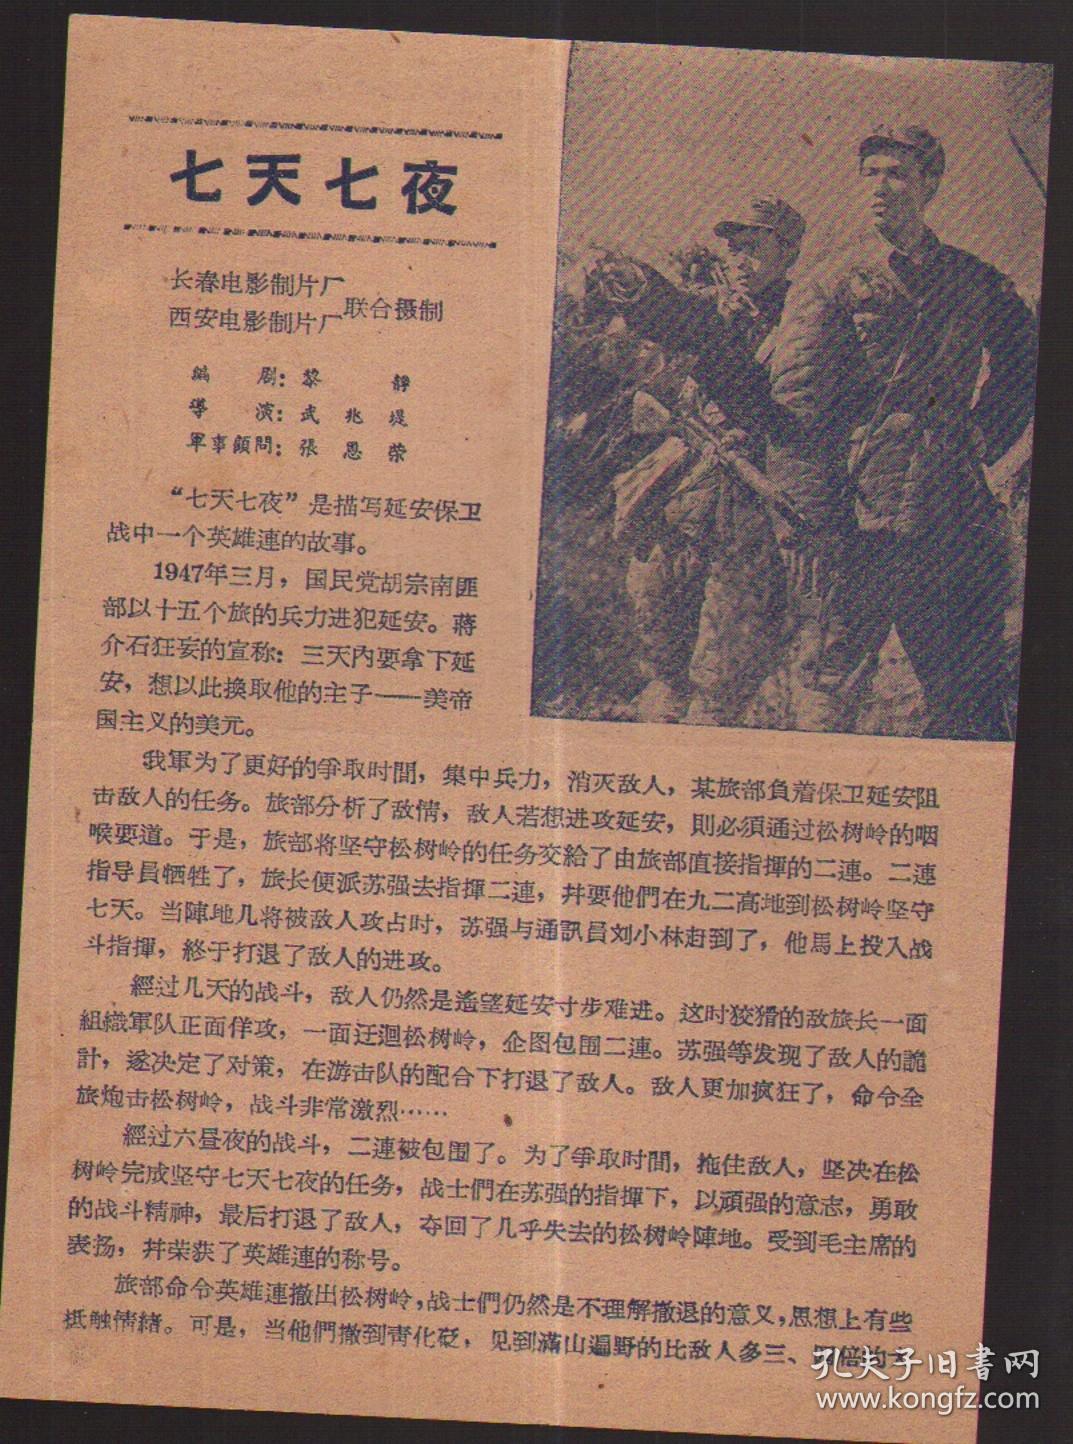 七天七夜
长春电影制片厂
西安电影制片厂 联合摄制
編　　剧：黎　　靜
導　　演：武　兆　堤
軍事顧問：張　恩　荣
“七天七夜”是描写延安保卫
战中一个英雄連的故事。
1947年三月，国民党胡宗南匪
部以十五个旅的兵力进犯延安。蔣
介石狂妄的宣称：三天內要拿下延
安，想以此换取他的主子——美帝
国主义的美元。
我軍为了更好的爭取时間，集中兵力，消灭敌人，某旅部負着保卫延安阻
击敌人的任务。旅部分析了敌情，敌人若想进攻延安，則必須通过松树岭的咽
喉要道。于是，旅部将坚守松树岭的任务交給了由旅部直接指揮的二連。二連
指导員牺牲了，旅长便派苏强去指揮二連，幷要他們在九二高地到松树岭坚守
七天。当陣地几将被敌人攻占时，苏强与通訊員刘小林赶到了，他馬上投入战
斗指揮，終于打退了敌人的进攻。
經过几天的战斗，敌人仍然是遙望延安寸步难进。这时狡猾的敌旅长一面
組織軍队正面佯攻，一面迂迴松树岭，企图包围二連。苏强等发现了敌人的詭
計，遂决定了对策，在游击队的配合下打退了敌人。敌人更加疯狂了，命令全
旅炮击松树岭，战斗非常激烈……
經过六昼夜的战斗，二連被包围了。为了爭取时間，拖住敌人，坚决在松
树岭完成坚守七天七夜的任务，战士們在苏强的指揮下，以頑强的意志，勇敢
的战斗精神，最后打退了敌人，夺回了几乎失去的松树岭陣地。受到毛主席的
表扬，幷荣获了英雄連的称号。
旅部命令英雄連撤出松树岭，战士們仍然是不理解撤退的意义，思想上有些
抵触情緒。可是，当他們撤到青化砭，见到滿山遍野的比敌人多三、
孔夫子旧書网
www.kongfz.com